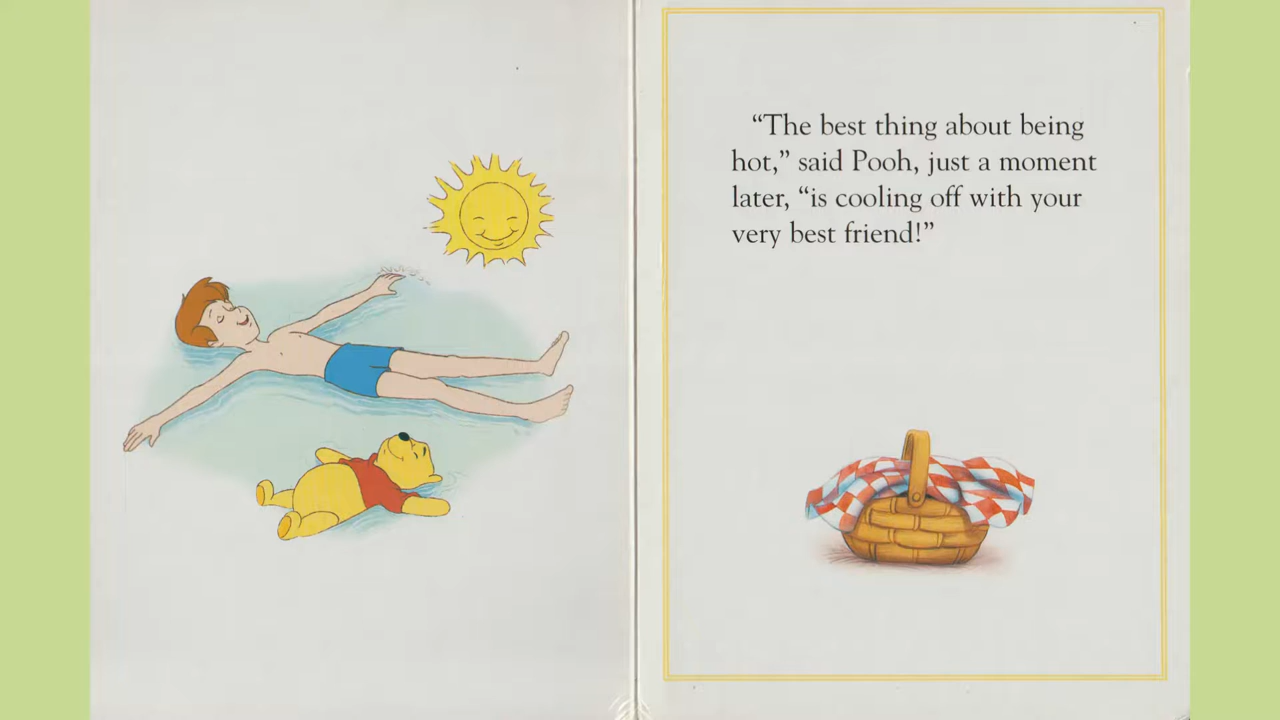 “The best thing about being
hot,” said Pooh, just a moment
later, “is cooling off with your
very best friend!”